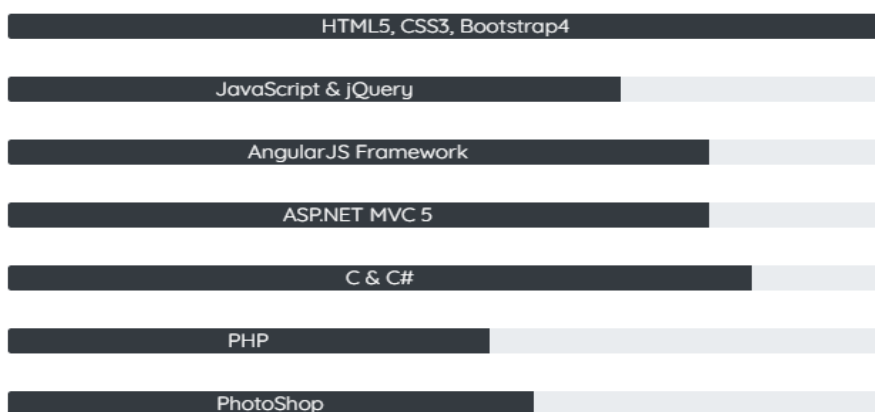 HTML5, CSS3, Bootstrap4
JavaScript & jQuery
AngularJS Framework
ASP.NET MVC 5
C & C#
PHP
PhotoShop